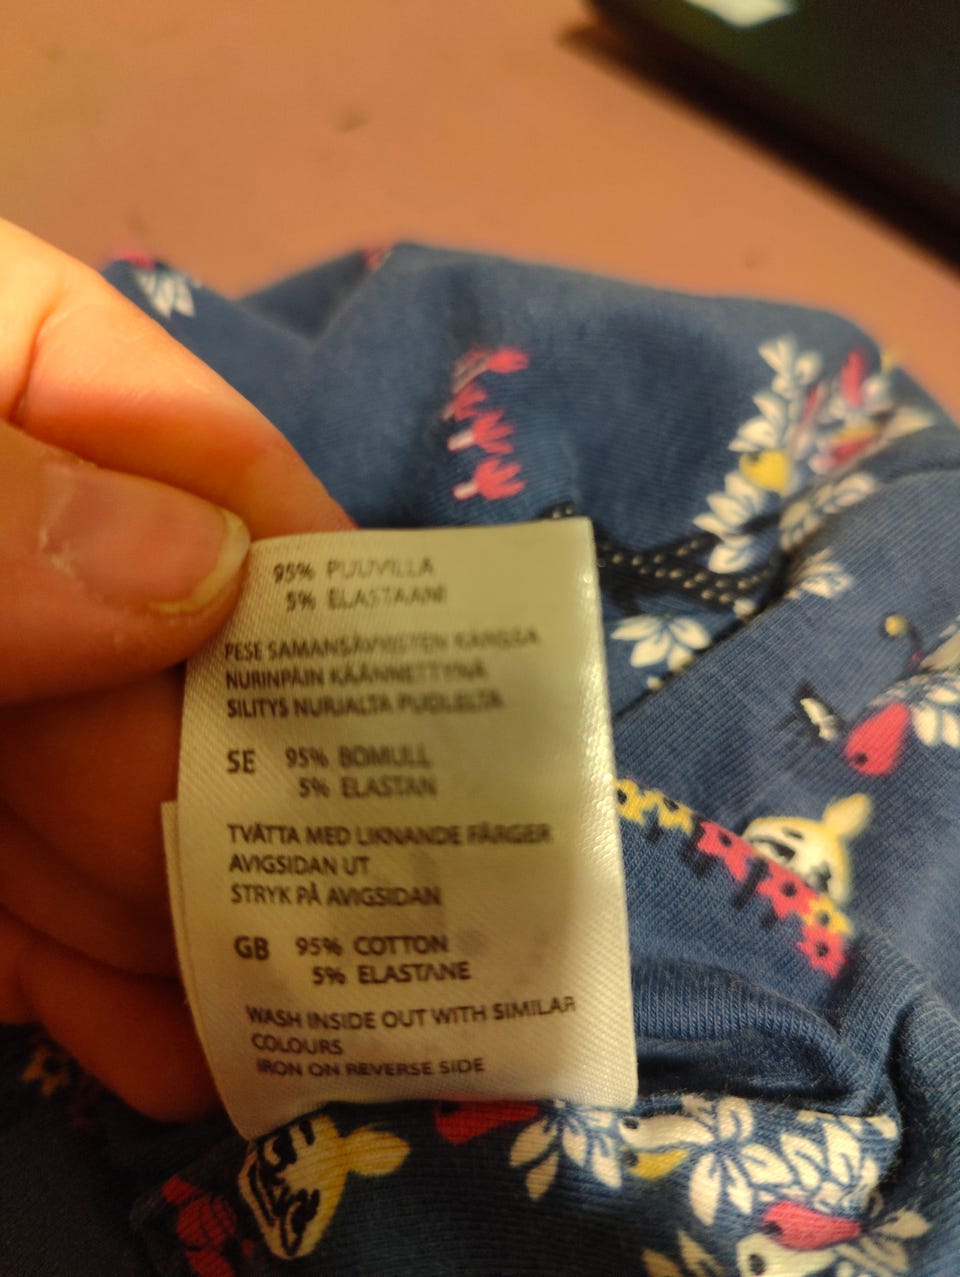 95% PUUVILLA
5% ELASTAANI
PESE SAMANSÄVYISTEN KANSSA
NURINPÄIN KÄÄNNETTYNÄ
SILITYS NURJALTA PUOLELTA
SE 95% BOMULL
5% ELASTAN
TVÄTTA MED LIKNANDE FÄRGER
AVIGSIDAN UT
STRYK PÅ AVIGSIDAN
GB 95% COTTON
5% ELASTANE
WASH INSIDE OUT WITH SIMILAR
COLOURS
IRON ON REVERSE SIDE